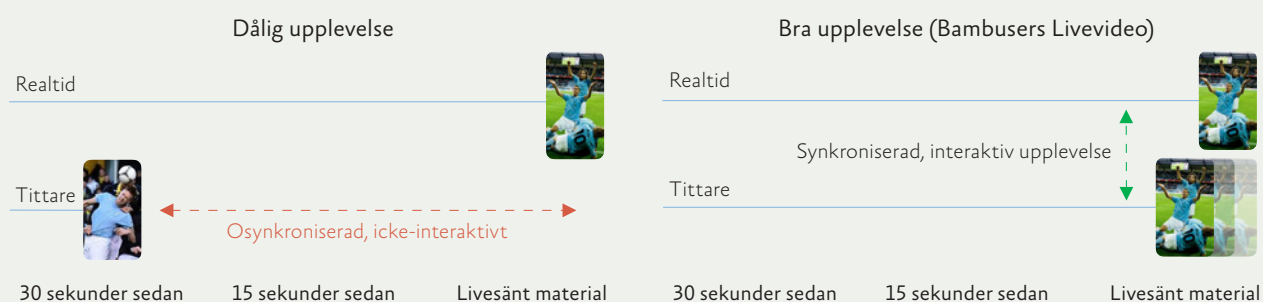 Dålig upplevelse
Realtid
Tittare
Osynkroniserad, icke-interaktivt
30 sekunder sedan
15 sekunder sedan
Livesänt material
Bra upplevelse (Bambusers Livevideo)
Realtid
Synkroniserad, interaktiv upplevelse
Tittare
30 sekunder sedan
15 sekunder sedan
Livesänt material